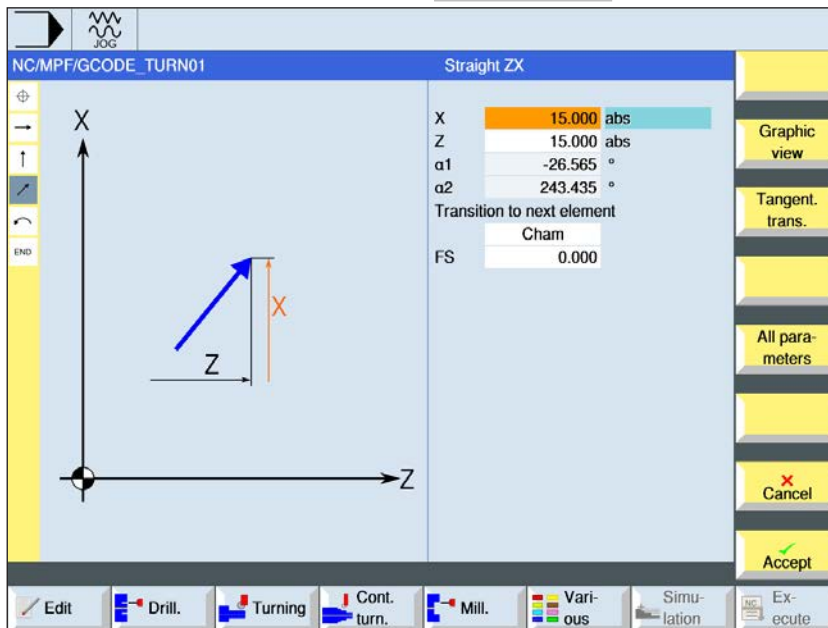 JOG
NC/MPF/GCODE_TURN01
Straight ZX
END
X
Z
X
Z
X 15.000 abs
Z 15.000 abs
α1 -26.565 °
α2 243.435 °
Transition to next element
Cham
FS 0.000
Graphic
view
Tangent.
trans.
All para-
meters
Cancel
Accept
Edit
Drill.
Turning
Cont.
turn.
Mill.
Vari-
ous
Simu-
lation
NC
Ex-
ecute